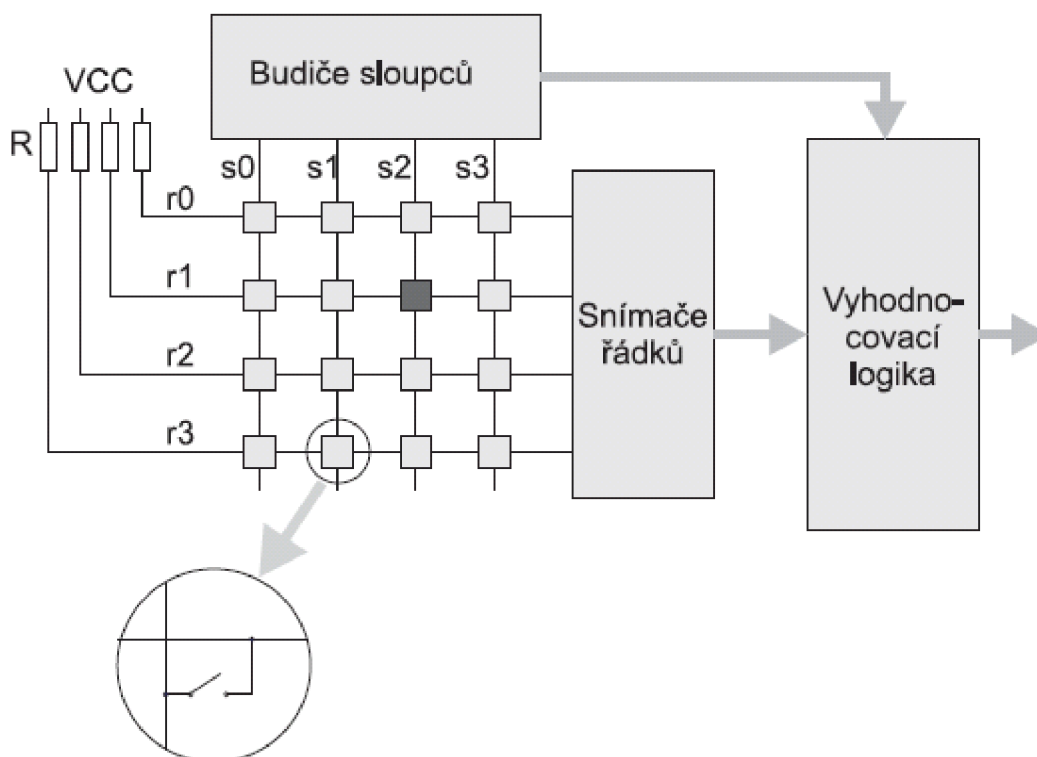 Budiče sloupců
VCC
R
s0 s1 s2 s3
r0
r1
r2
r3
Snímače
řádků
Vyhodno-
covací
logika